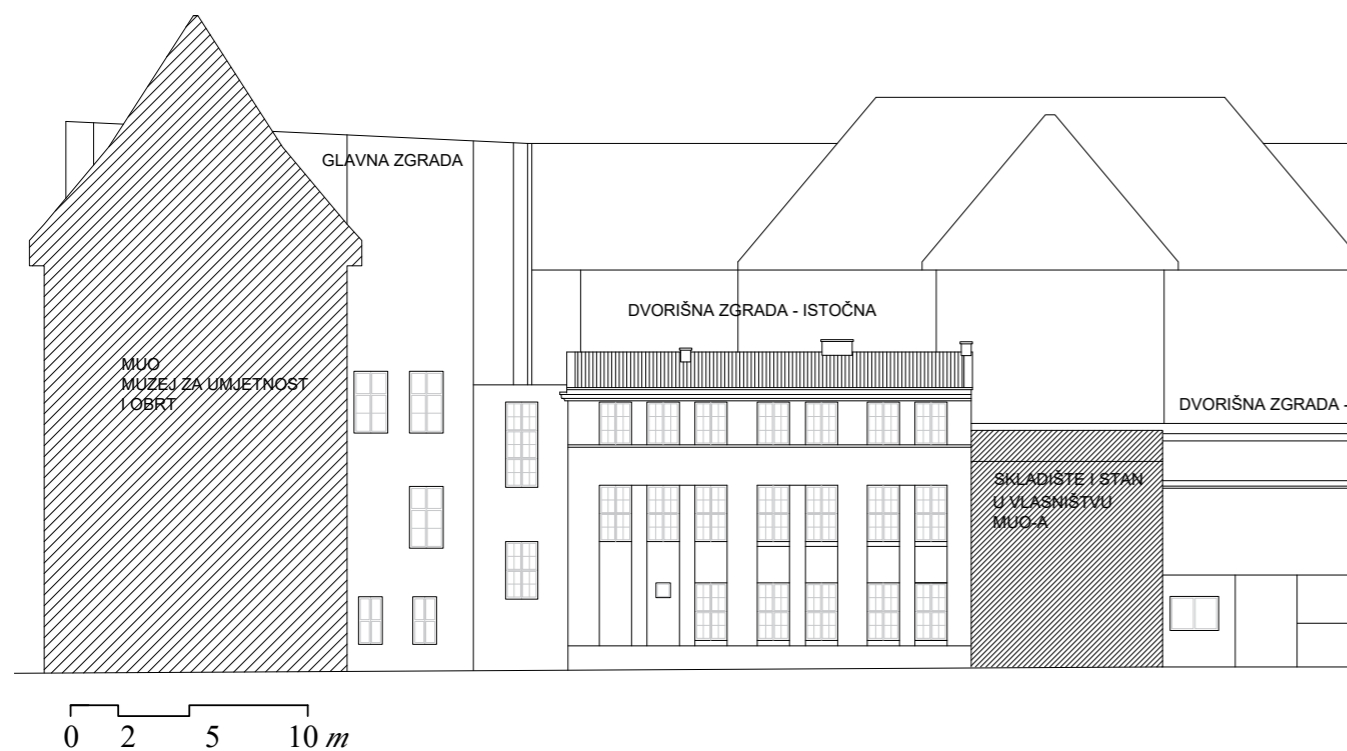 GLAVNA ZGRADA
DVORIŠNA ZGRADA - ISTOČNA
MUO
MUZEJ ZA UMJETNOST
I OBRT
DVORIŠNA ZGRADA -
SKLADIŠTE I STAN
U VLASNIŠTVU
MUO-A
0 2 5 10 m